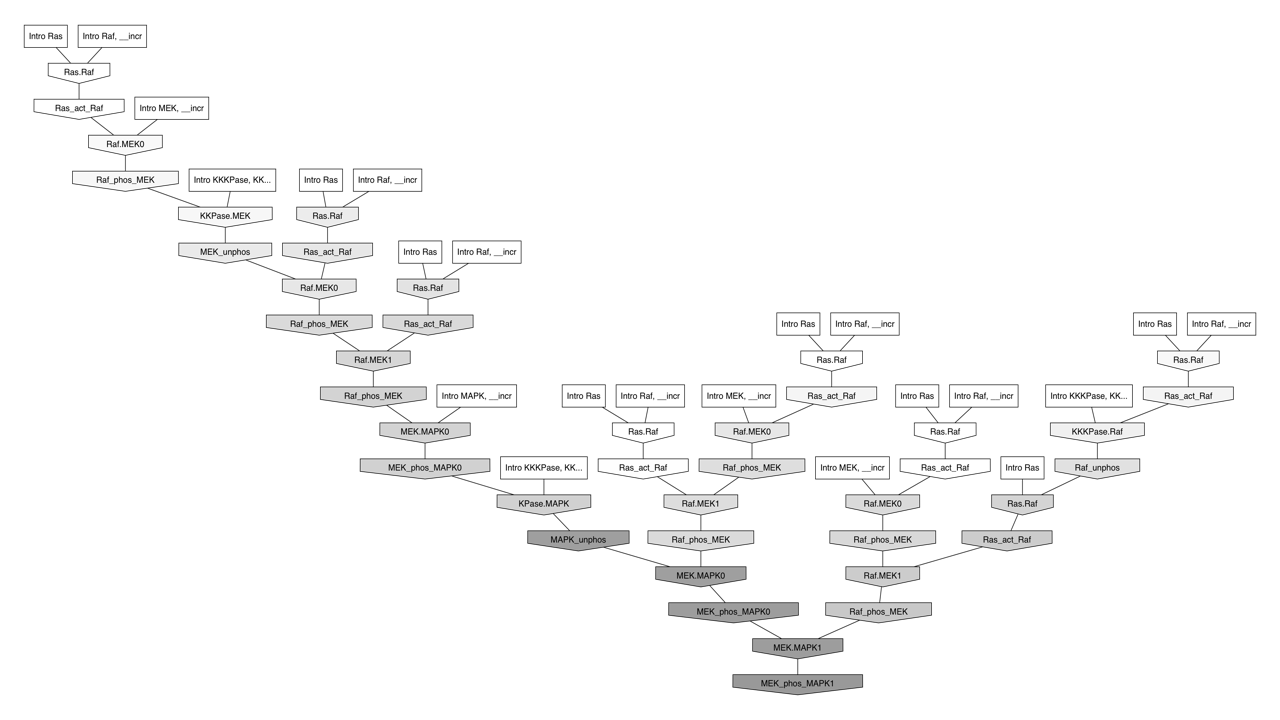 Intro Ras
Intro Raf, __incr
Ras.Raf
Ras_act_Raf
Intro MEK, __incr
Raf.MEK0
Raf_phos_MEK
Intro KKKPase, KK...
Intro Ras
Intro Raf, __incr
KKPase.MEK
Ras.Raf
MEK_unphos
Ras_act_Raf
Intro Ras
Intro Raf, __incr
Raf.MEK0
Ras.Raf
Raf_phos_MEK
Ras_act_Raf
Intro Ras
Intro Raf, __incr
Intro Ras
Intro Raf, __incr
Raf.MEK1
Ras.Raf
Ras.Raf
Raf_phos_MEK
Intro MAPK, __incr
Intro Ras
Intro Raf, __incr
Intro MEK, __incr
Ras_act_Raf
Intro Ras
Intro Raf, __incr
Intro KKKPase, KK...
Ras_act_Raf
MEK.MAPK0
Ras.Raf
Raf.MEK0
Ras.Raf
KKKPase.Raf
MEK_phos_MAPK0
Intro KKKPase, KK...
Ras_act_Raf
Raf_phos_MEK
Intro MEK, __incr
Ras_act_Raf
Intro Ras
Raf_unphos
KPase.MAPK
Raf.MEK1
Raf.MEK0
Ras.Raf
MAPK_unphos
Raf_phos_MEK
Raf_phos_MEK
Ras_act_Raf
MEK.MAPK0
Raf.MEK1
MEK_phos_MAPK0
Raf_phos_MEK
MEK.MAPK1
MEK_phos_MAPK1